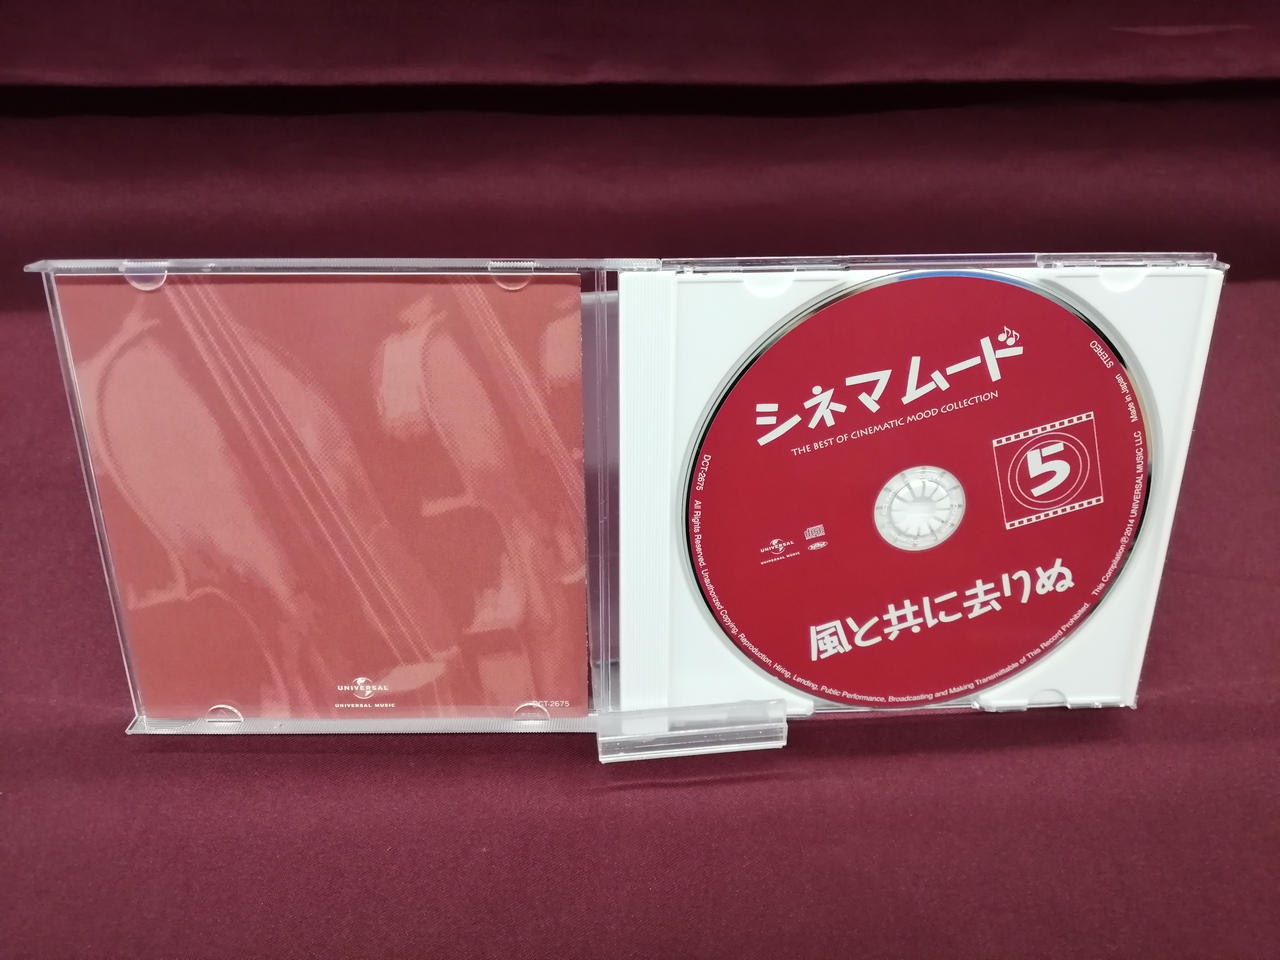 UNIVERSAL
UNIVERSAL MUSIC
DCT-2675
シネマムード
THE BEST OF CINEMATIC MOOD COLLECTION
5
STEREO
Made in Japan
DCT-2675
UNIVERSAL
UNIVERSAL MUSIC
風と共に去りぬ
All Rights Reserved. Unauthorized Copying, Reproduction, Hiring, Lending, Public Performance, Broadcasting and Making Transmittable of This Record Prohibited.
This Compilation ℗ 2014 UNIVERSAL MUSIC LLC